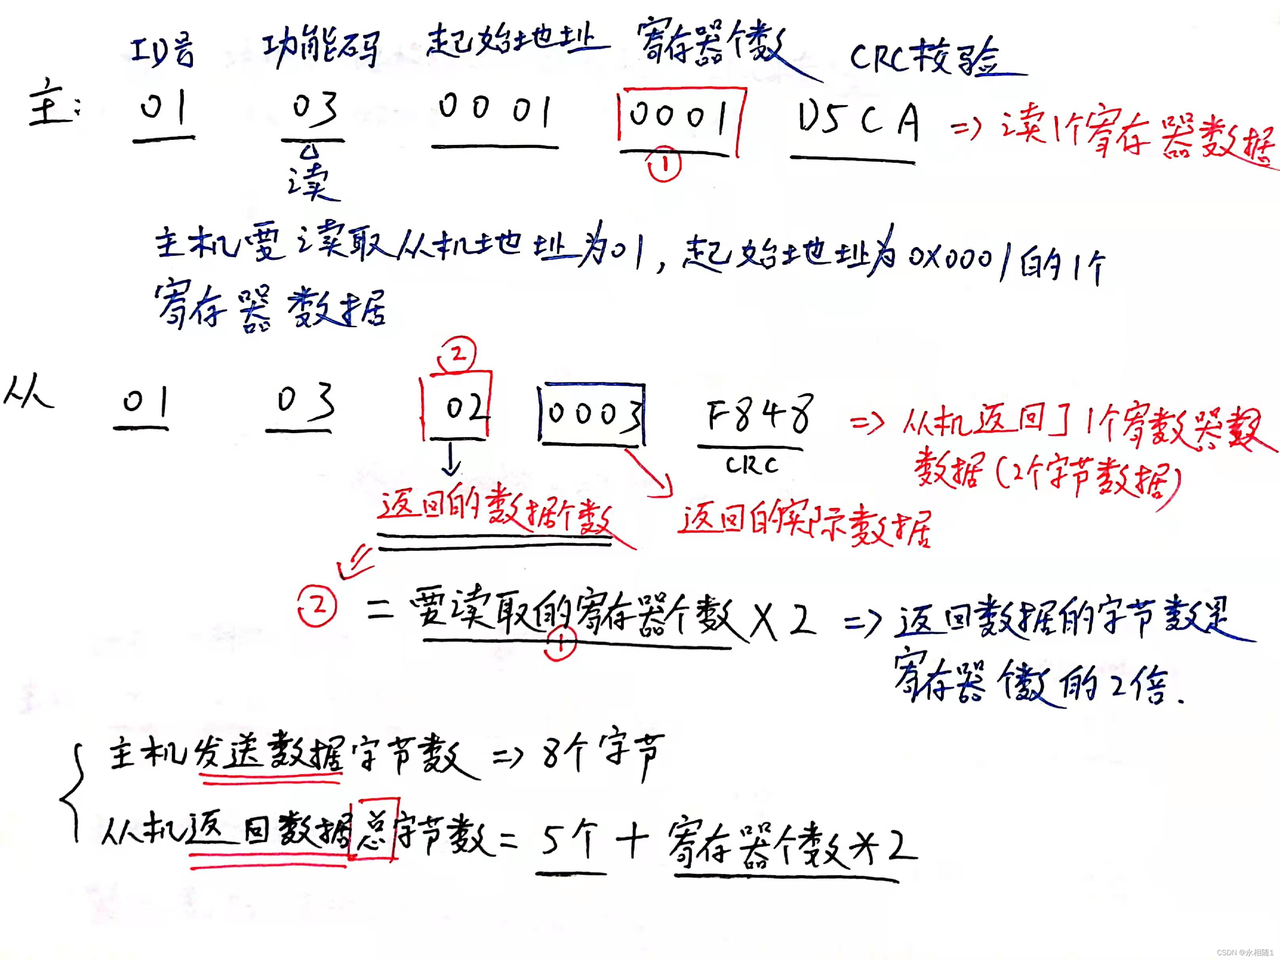 ID号 功能码 起始地址 寄存器个数 CRC校验
主: 01 03 0001 0001 D5CA => 读1个寄存器数据
读 ①
主机要读取从机地址为01,起始地址为0X0001的1个
寄存器数据
②
从 01 03 02 0003 F848 => 从机返回了1个寄数器数
CRC 数据(2个字节数据)
返回的数据个数 返回的实际数据
② = 要读取的寄存器个数 X 2 => 返回数据的字节数是
① 寄存器个数的2倍.
主机发送数据字节数 => 8个字节
从机返回数据总字节数 = 5个 + 寄存器个数*2
CSDN @永相随1